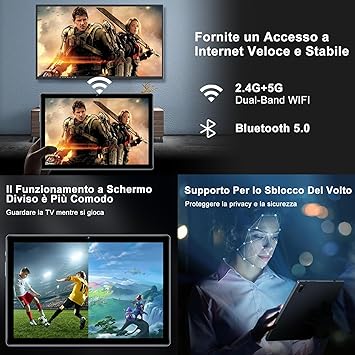 Fornite un Accesso a
Internet Veloce e Stabile
2.4G+5G
Dual-Band WIFI
Bluetooth 5.0
Il Funzionamento a Schermo
Diviso è Più Comodo
Guardare la TV mentre si gioca
Supporto Per lo Sblocco Del Volto
Proteggere la privacy e la sicurezza